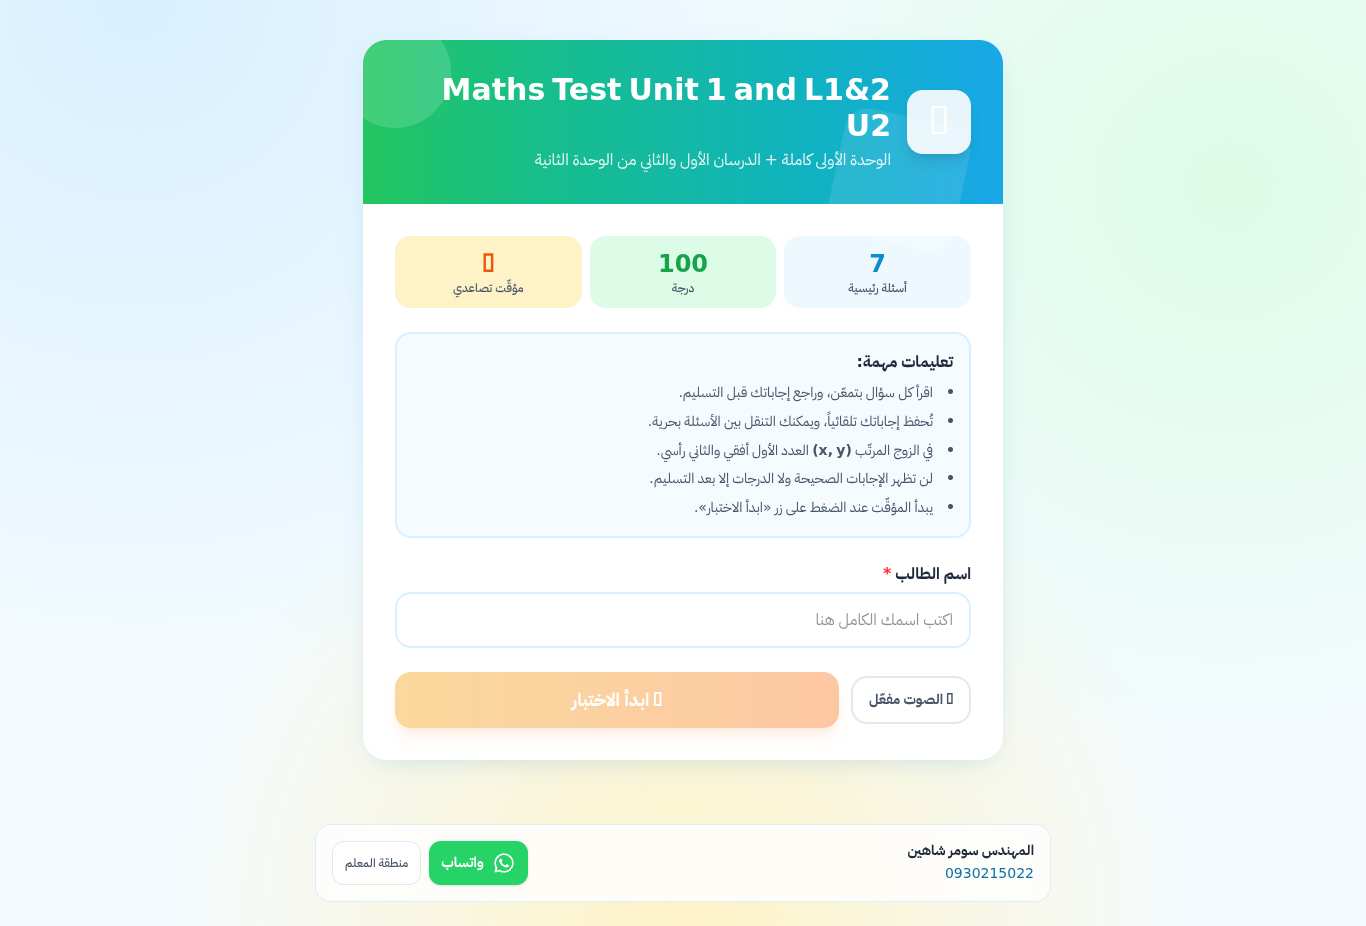 Maths Test Unit 1 and L1&2
U2
الوحدة الأولى كاملة + الدرسان الأول والثاني من الوحدة الثانية
7
أسئلة رئيسية
100
درجة
مؤقّت تصاعدي
تعليمات مهمة:
اقرأ كل سؤال بتمعّن، وراجع إجاباتك قبل التسليم.
تُحفظ إجاباتك تلقائياً، ويمكنك التنقل بين الأسئلة بحرية.
في الزوج المرتّب (x, y) العدد الأول أفقي والثاني رأسي.
لن تظهر الإجابات الصحيحة ولا الدرجات إلا بعد التسليم.
يبدأ المؤقّت عند الضغط على زر «ابدأ الاختبار».
اسم الطالب *
اكتب اسمك الكامل هنا
الصوت مفعّل
ابدأ الاختبار
المهندس سومر شاهين
0930215022
واتساب
منطقة المعلم